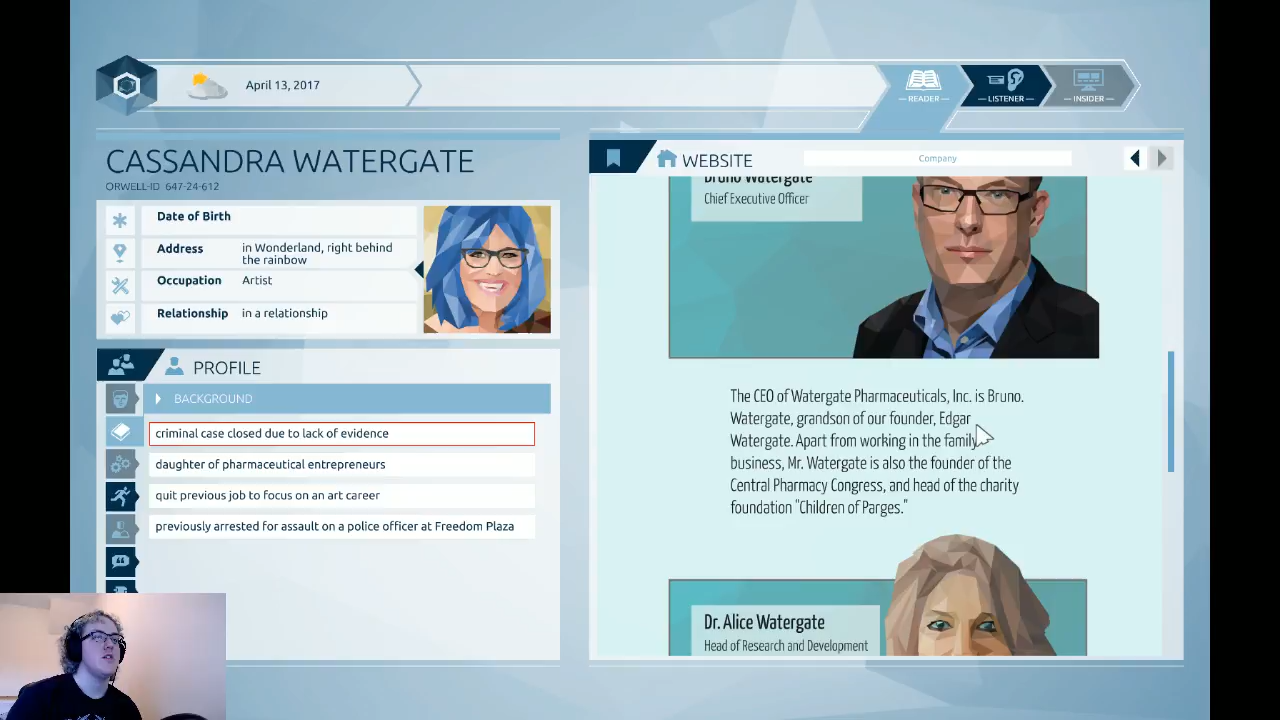 April 13, 2017
READER
LISTENER
INSIDER
CASSANDRA WATERGATE
ORWELL-ID 647-24-612
Date of Birth
Address in Wonderland, right behind
the rainbow
Occupation Artist
Relationship in a relationship
PROFILE
BACKGROUND
criminal case closed due to lack of evidence
daughter of pharmaceutical entrepreneurs
quit previous job to focus on an art career
previously arrested for assault on a police officer at Freedom Plaza
WEBSITE
Company
Bruno Watergate
Chief Executive Officer
The CEO of Watergate Pharmaceuticals, Inc. is Bruno.
Watergate, grandson of our founder, Edgar
Watergate. Apart from working in the family
business, Mr. Watergate is also the founder of the
Central Pharmacy Congress, and head of the charity
foundation "Children of Parges."
Dr. Alice Watergate
Head of Research and Development